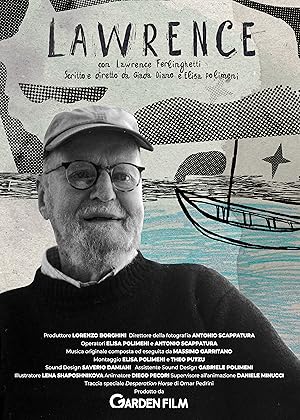 LAWRENCE
con Lawrence Ferlinghetti
Scritto e diretto da Giada Diano e Elisa Polimeni
Produttore LORENZO BORGHINI Direttore della fotografia ANTONIO SCAPPATURA
Operatori ELISA POLIMENI e ANTONIO SCAPPATURA
Musica originale composta ed eseguita da MASSIMO GARRITANO
Montaggio ELISA POLIMENI e THEO PUTZU
Sound Design SAVERIO DAMIANI Assistente Sound Design GABRIELE POLIMENI
Illustratore LENA SHAPOSHNIKOVA Animatore DIEGO PECORI Supervisore all'animazione DANIELE MINUCCI
Traccia speciale Desperation Horse di Omar Pedrini
Prodotto da
GARDEN FILM